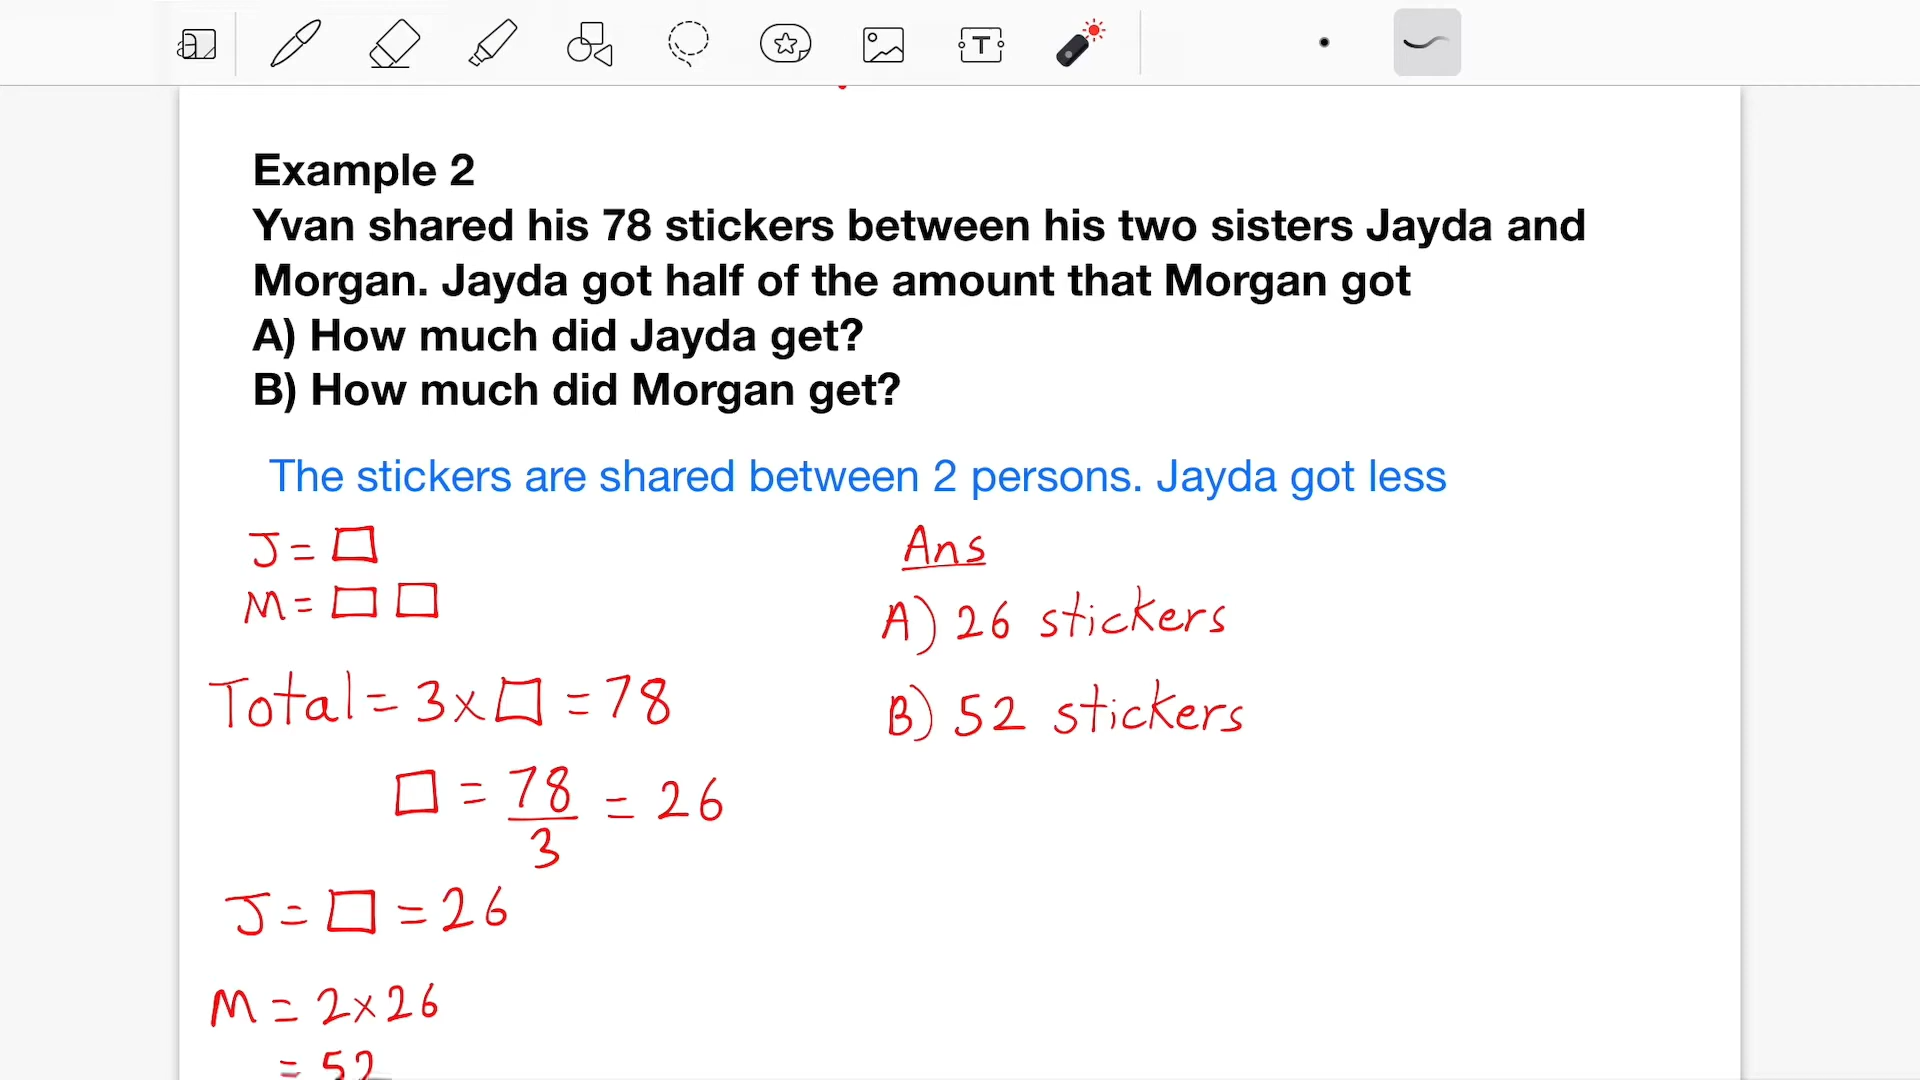 Example 2
Yvan shared his 78 stickers between his two sisters Jayda and
Morgan. Jayda got half of the amount that Morgan got
A) How much did Jayda get?
B) How much did Morgan get?
The stickers are shared between 2 persons. Jayda got less
J = □
M = □ □
Total = 3 x □ = 78
□ = 78/3 = 26
J = □ = 26
M = 2 x 26
= 52
Ans
A) 26 stickers
B) 52 stickers